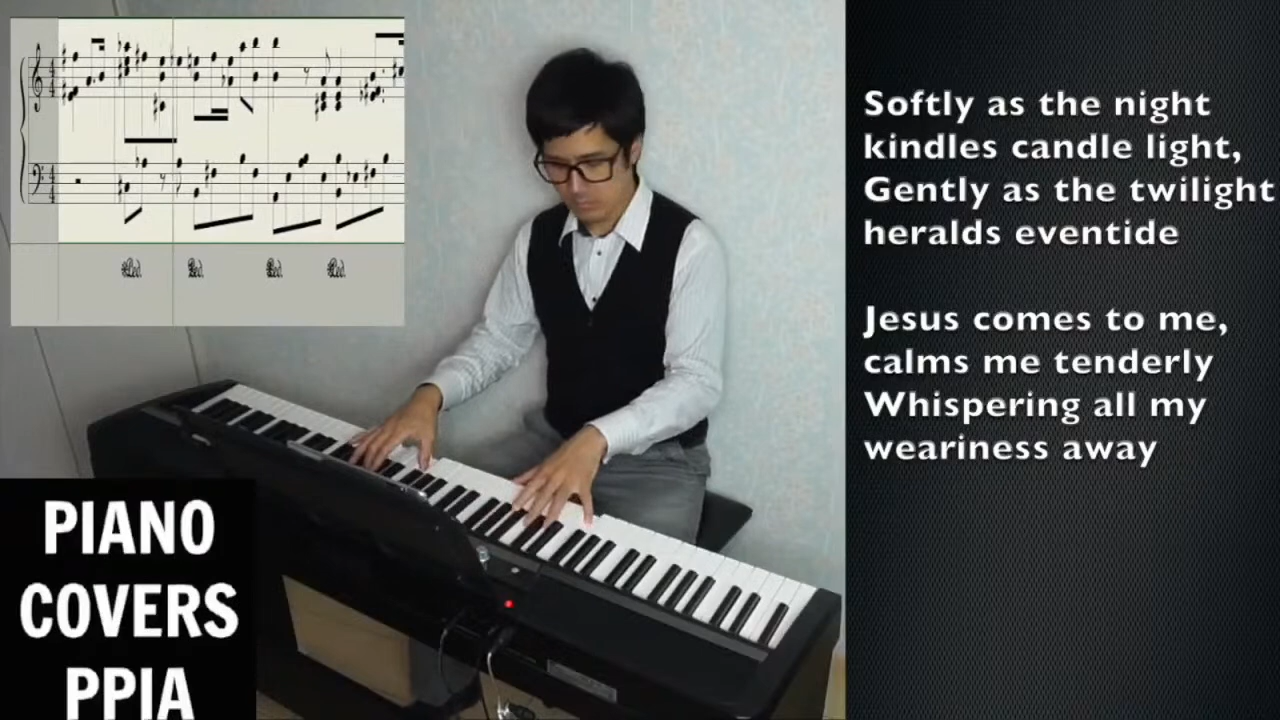 PIANO
COVERS
PPIA
Softly as the night
kindles candle light,
Gently as the twilight
heralds eventide
Jesus comes to me,
calms me tenderly
Whispering all my
weariness away